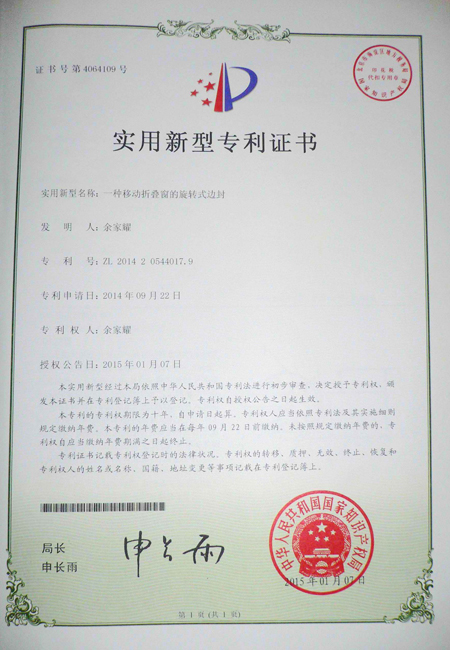 证书号第4064109号
印花税
代扣专用章
国家知识产权局
实用新型专利证书
实用新型名称：一种移动折叠窗的旋转式边封
发明人：余家耀
专利号：ZL 2014 2 0544017.9
专利申请日：2014年09月22日
专利权人：余家耀
授权公告日：2015年01月07日
本实用新型经过本局依照中华人民共和国专利法进行初步审查，决定授予专利权，颁
发本证书并在专利登记簿上予以登记。专利权自授权公告之日起生效。
本专利的专利权期限为十年，自申请日起算。专利权人应当依照专利法及其实施细则
规定缴纳年费。本专利的年费应当在每年09月22日前缴纳。未按照规定缴纳年费的，专
利权自应当缴纳年费期满之日起终止。
专利证书记载专利权登记时的法律状况。专利权的转移、质押、无效、终止、恢复和
专利权人的姓名或名称、国籍、地址变更等事项记载在专利登记簿上。
局长
申长雨
申长雨
中华人民共和国国家知识产权局
2015年01月07日
第1页(共1页)